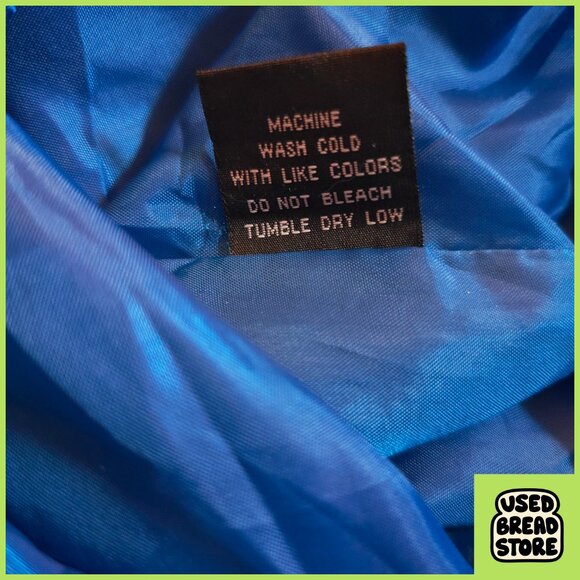 MACHINE
WASH COLD
WITH LIKE COLORS
DO NOT BLEACH
TUMBLE DRY LOW
USED
BREAD
STORE